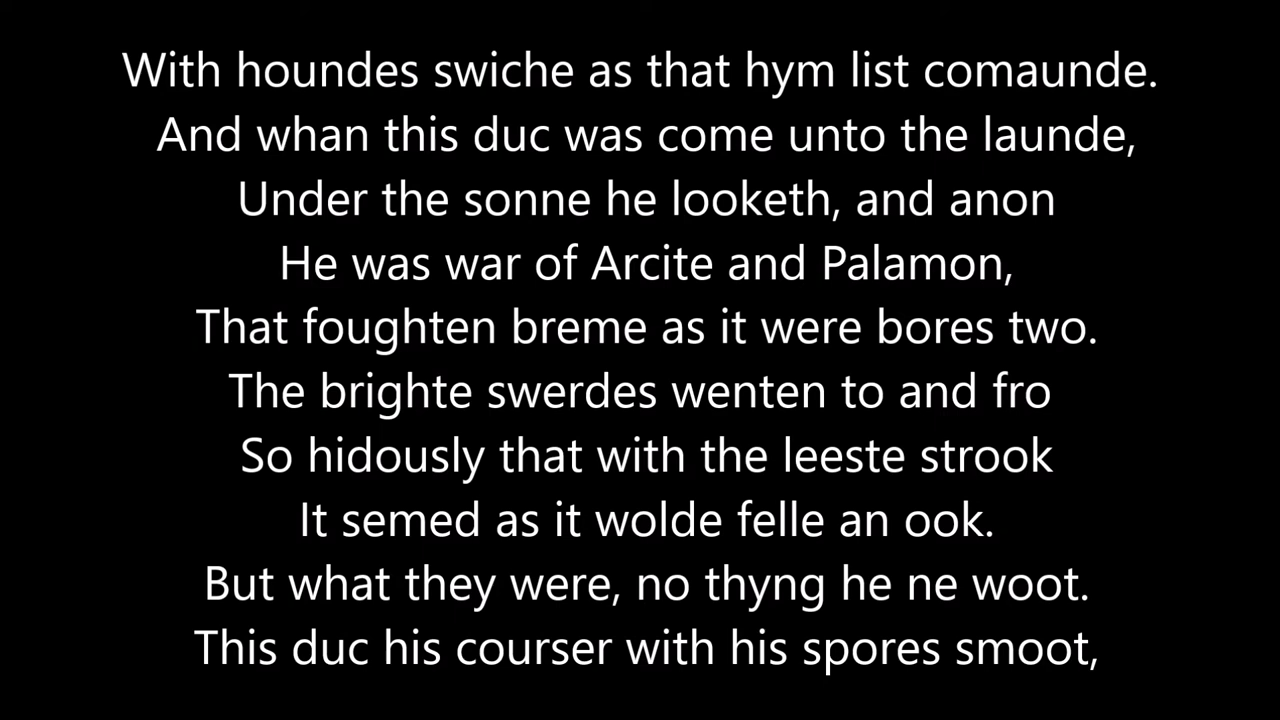 With houndes swiche as that hym list comaunde.
And whan this duc was come unto the launde,
Under the sonne he looketh, and anon
He was war of Arcite and Palamon,
That foughten breme as it were bores two.
The brighte swerdes wenten to and fro
So hidously that with the leeste strook
It semed as it wolde felle an ook.
But what they were, no thyng he ne woot.
This duc his courser with his spores smoot,